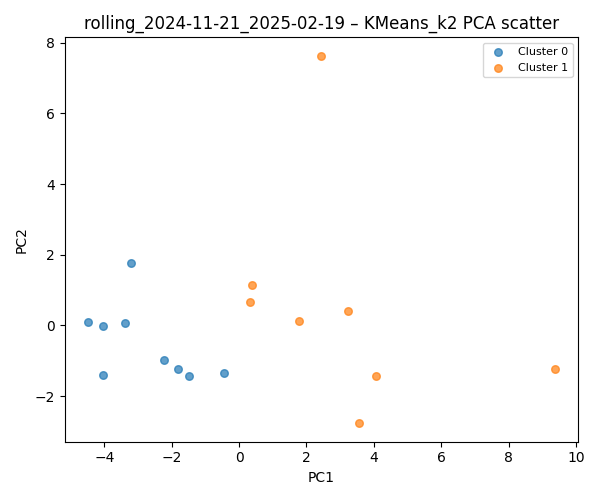 rolling_2024-11-21_2025-02-19 – KMeans_k2 PCA scatter
Cluster 0
Cluster 1
8
6
4
2
0
−2
PC2
−4
−2
0
2
4
6
8
10
PC1